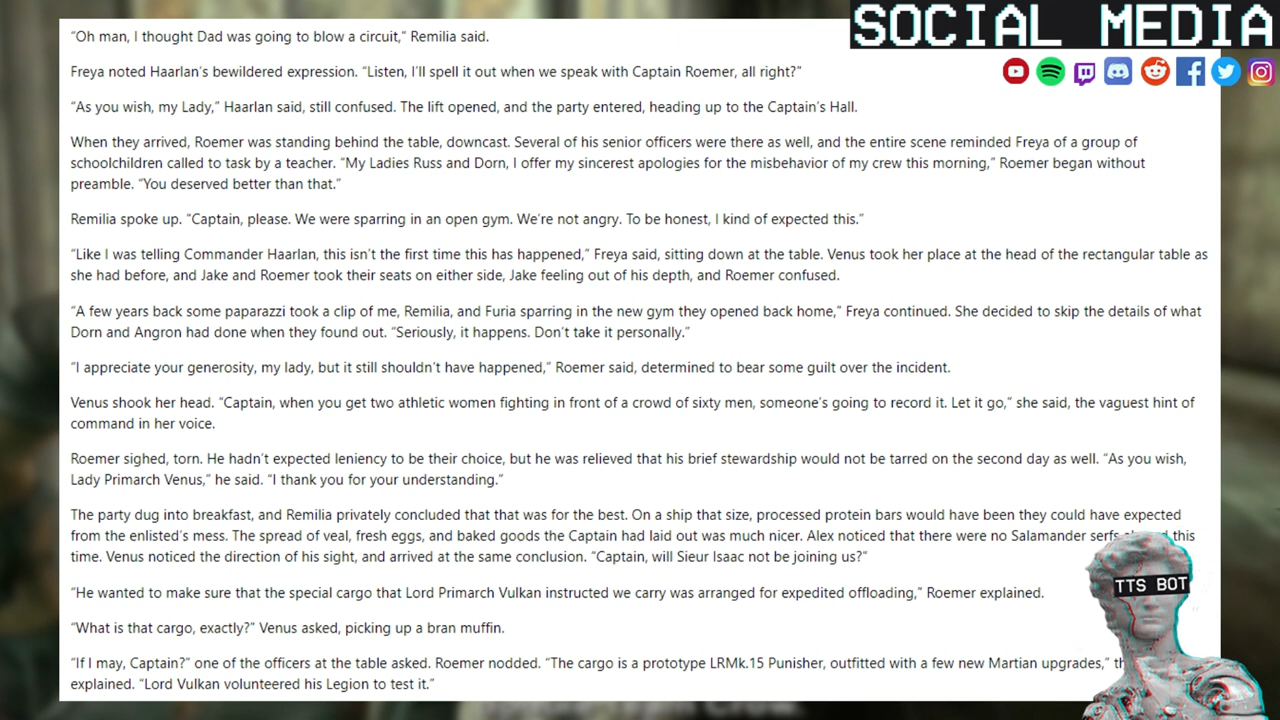 SOCIAL MEDIA
“Oh man, I thought Dad was going to blow a circuit,” Remilia said.
Freya noted Haarlan’s bewildered expression. “Listen, I’ll spell it out when we speak with Captain Roemer, all right?”
“As you wish, my Lady,” Haarlan said, still confused. The lift opened, and the party entered, heading up to the Captain’s Hall.
When they arrived, Roemer was standing behind the table, downcast. Several of his senior officers were there as well, and the entire scene reminded Freya of a group of
schoolchildren called to task by a teacher. “My Ladies Russ and Dorn, I offer my sincerest apologies for the misbehavior of my crew this morning,” Roemer began without
preamble. “You deserved better than that.”
Remilia spoke up. “Captain, please. We were sparring in an open gym. We’re not angry. To be honest, I kind of expected this.”
“Like I was telling Commander Haarlan, this isn’t the first time this has happened,” Freya said, sitting down at the table. Venus took her place at the head of the rectangular table as
she had before, and Jake and Roemer took their seats on either side, Jake feeling out of his depth, and Roemer confused.
“A few years back some paparazzi took a clip of me, Remilia, and Furia sparring in the new gym they opened back home,” Freya continued. She decided to skip the details of what
Dorn and Angron had done when they found out. “Seriously, it happens. Don’t take it personally.”
“I appreciate your generosity, my lady, but it still shouldn’t have happened,” Roemer said, determined to bear some guilt over the incident.
Venus shook her head. “Captain, when you get two athletic women fighting in front of a crowd of sixty men, someone’s going to record it. Let it go,” she said, the vaguest hint of
command in her voice.
Roemer sighed, torn. He hadn’t expected leniency to be their choice, but he was relieved that his brief stewardship would not be tarred on the second day as well. “As you wish,
Lady Primarch Venus,” he said. “I thank you for your understanding.”
The party dug into breakfast, and Remilia privately concluded that that was for the best. On a ship that size, processed protein bars would have been they could have expected
from the enlisted’s mess. The spread of veal, fresh eggs, and baked goods the Captain had laid out was much nicer. Alex noticed that there were no Salamander serfs this
time. Venus noticed the direction of his sight, and arrived at the same conclusion. “Captain, will Sieur Isaac not be joining us?”
“He wanted to make sure that the special cargo that Lord Primarch Vulkan instructed we carry was arranged for expedited offloading,” Roemer explained.
“What is that cargo, exactly?” Venus asked, picking up a bran muffin.
“If I may, Captain?” one of the officers at the table asked. Roemer nodded. “The cargo is a prototype LRMk.15 Punisher, outfitted with a few new Martian upgrades,”
explained. “Lord Vulkan volunteered his Legion to test it.”
TTS BOT